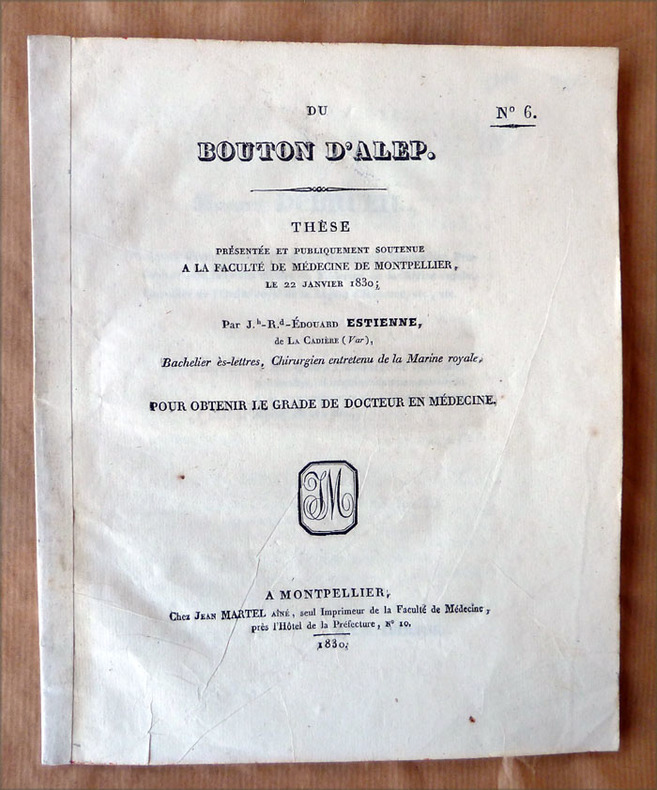 DU
Nº 6.
BOUTON D'ALEP.
THÈSE
PRÉSENTÉE ET PUBLIQUEMENT SOUTENUE
A LA FACULTÉ DE MÉDECINE DE MONTPELLIER,
LE 22 JANVIER 1830;
Par J.h-R.d-ÉDOUARD ESTIENNE,
de LA CADIÈRE (Var),
Bachelier ès-lettres, Chirurgien entretenu de la Marine royale,
POUR OBTENIR LE GRADE DE DOCTEUR EN MÉDECINE.
JM
A MONTPELLIER,
Chez JEAN MARTEL AÎNÉ, seul Imprimeur de la Faculté de Médecine,
près l'Hôtel de la Préfecture, Nº 10.
1830.